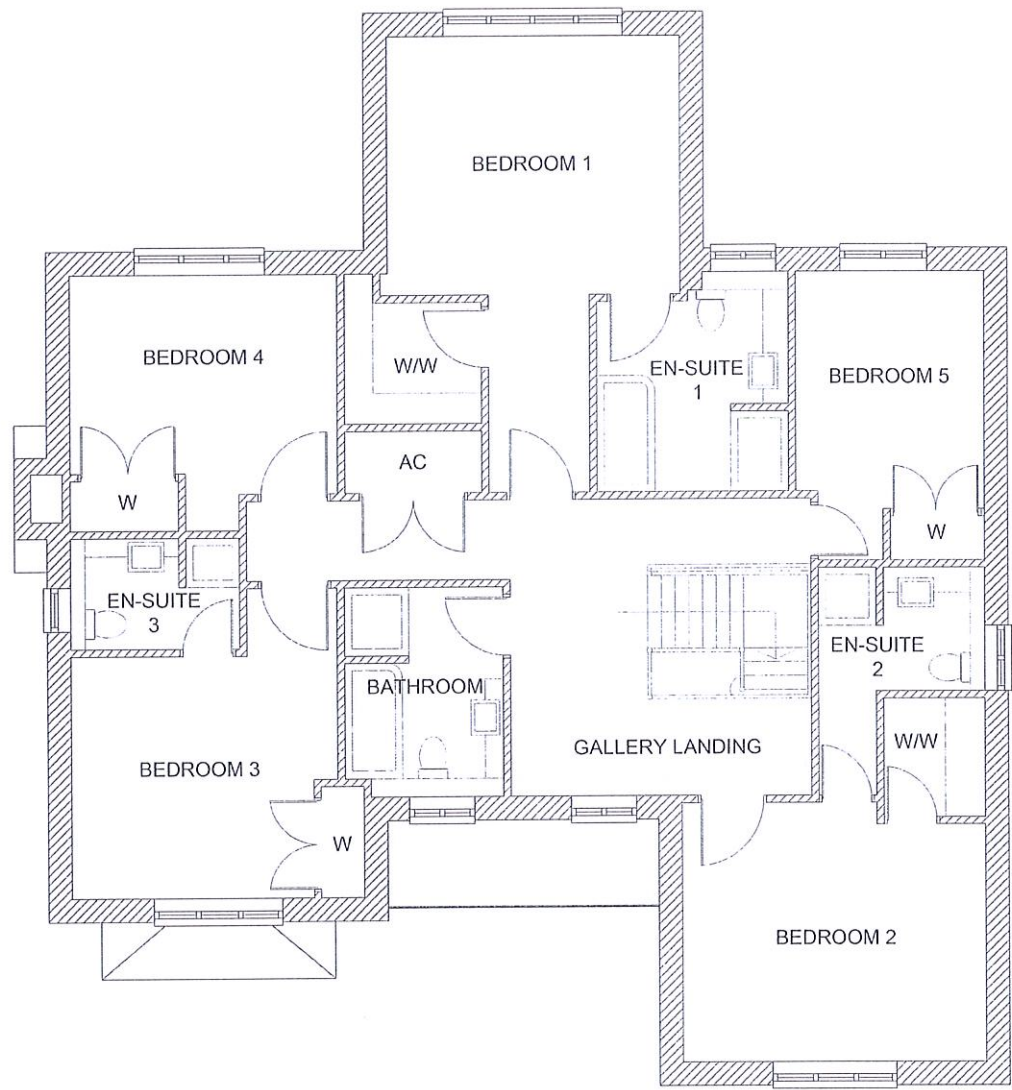 BEDROOM 1
BEDROOM 4
W/W
EN-SUITE
1
BEDROOM 5
AC
W
W
EN-SUITE
3
EN-SUITE
2
BATHROOM
W/W
GALLERY LANDING
BEDROOM 3
W
BEDROOM 2